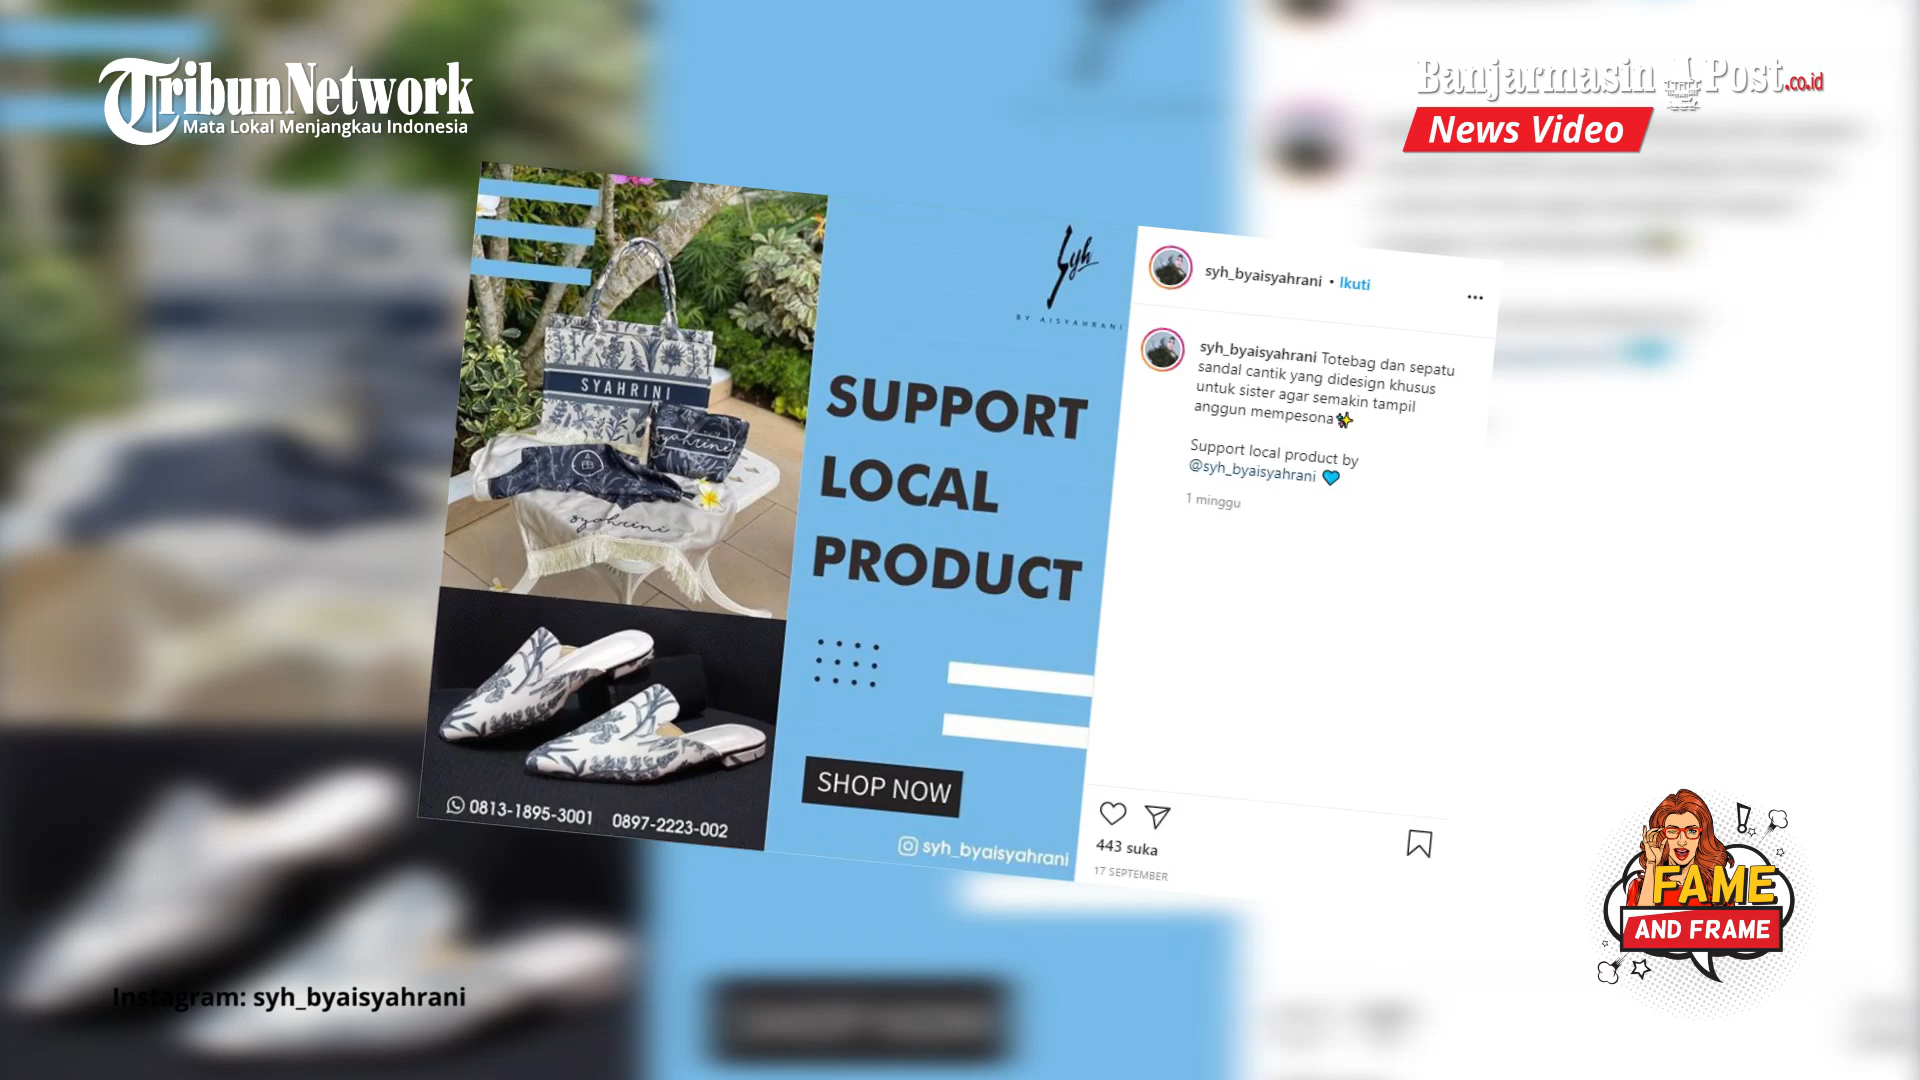 TribunNetwork
Mata Lokal Menjangkau Indonesia
Banjarmasin Post.co.id
News Video
SYAHRINI
syahrini
syahrini
Syh
BY AISYAHRANI
SUPPORT
LOCAL
PRODUCT
SHOP NOW
0813-1895-3001 0897-2223-002
syh_byaisyahrani
syh_byaisyahrani • Ikuti
syh_byaisyahrani Totebag dan sepatu
sandal cantik yang didesign khusus
untuk sister agar semakin tampil
anggun mempesona✨
Support local product by
@syh_byaisyahrani 💙
1 minggu
443 suka
17 SEPTEMBER
FAME
AND FRAME
Instagram: syh_byaisyahrani